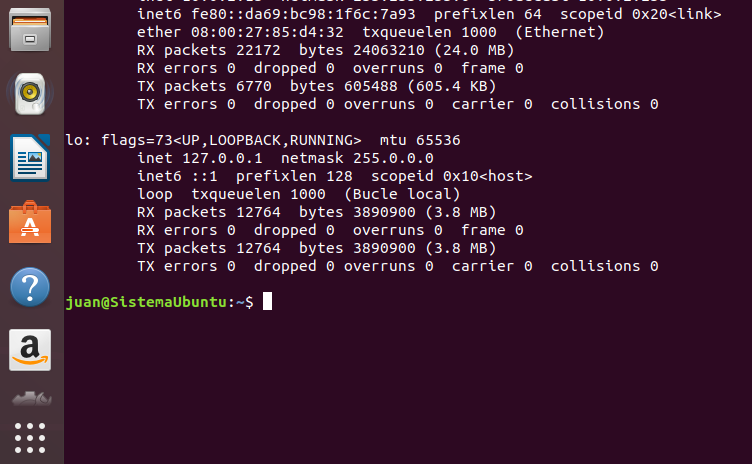 inet6 fe80::da69:bc98:1f6c:7a93  prefixlen 64  scopeid 0x20<link>
ether 08:00:27:85:d4:32  txqueuelen 1000  (Ethernet)
RX packets 22172  bytes 24063210 (24.0 MB)
RX errors 0  dropped 0  overruns 0  frame 0
TX packets 6770  bytes 605488 (605.4 KB)
TX errors 0  dropped 0 overruns 0  carrier 0  collisions 0
lo: flags=73<UP,LOOPBACK,RUNNING>  mtu 65536
inet 127.0.0.1  netmask 255.0.0.0
inet6 ::1  prefixlen 128  scopeid 0x10<host>
loop  txqueuelen 1000  (Bucle local)
RX packets 12764  bytes 3890900 (3.8 MB)
RX errors 0  dropped 0  overruns 0  frame 0
TX packets 12764  bytes 3890900 (3.8 MB)
TX errors 0  dropped 0 overruns 0  carrier 0  collisions 0
juan@SistemaUbuntu:~$